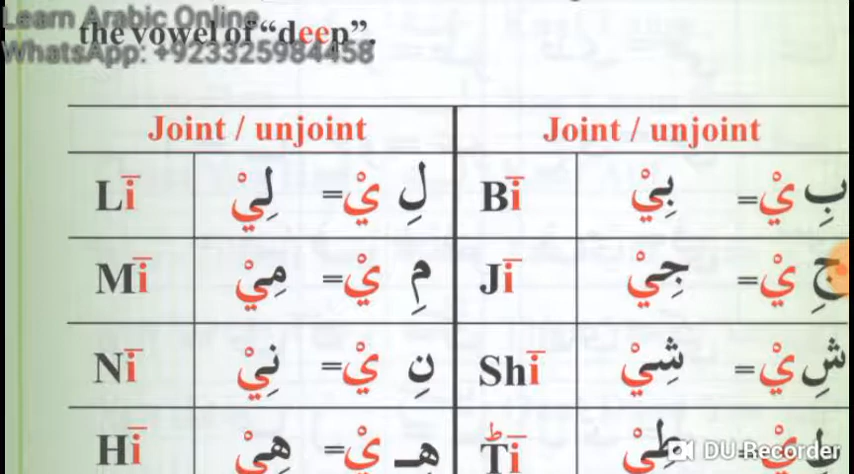 Learn Arabic Online
the vowel of “deep”.
WhatsApp: +923325984458
Joint / unjoint Joint / unjoint
Lī لِيْ = يْ لِ Bī بِيْ = يْ بِ
Mī مِيْ = يْ مِ Jī جِيْ = يْ جِ
Nī نِيْ = يْ نِ Shī شِيْ = يْ شِ
Hī هِيْ = يْ هِـ Tī طِيْ = يْ طِ
DU Recorder